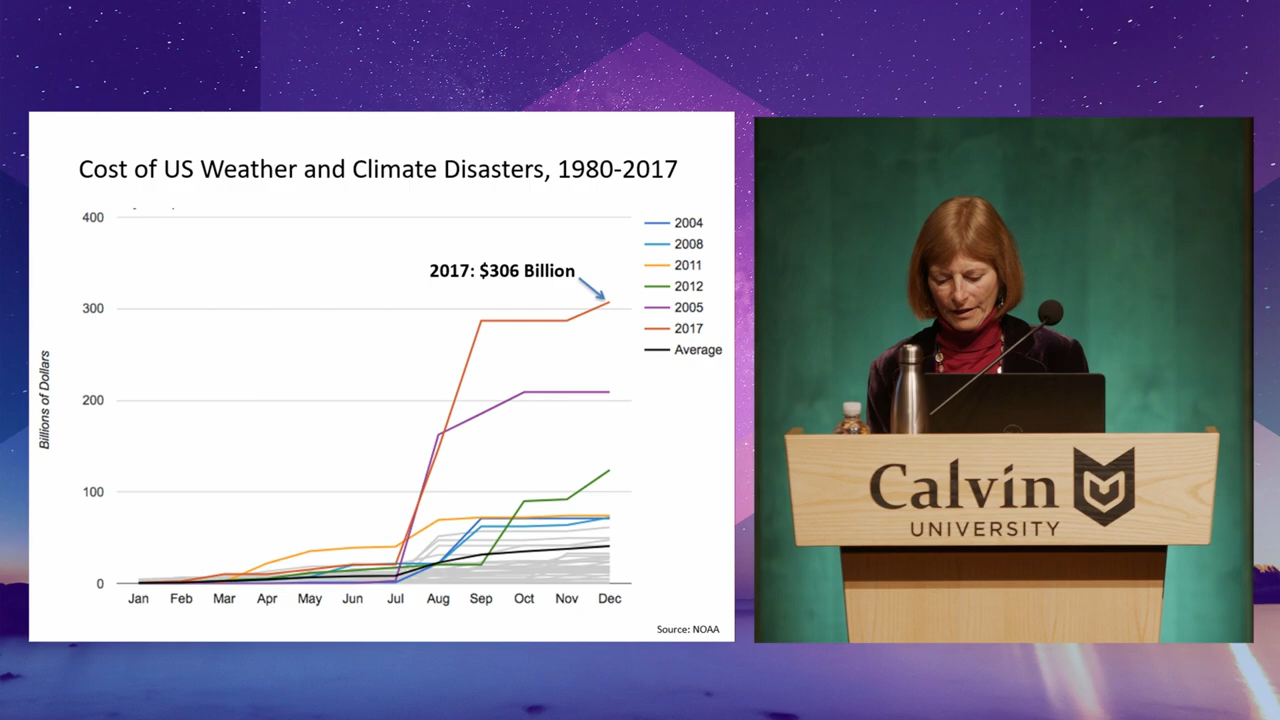 Cost of US Weather and Climate Disasters, 1980-2017
400
300
200
100
0
Billions of Dollars
2017: $306 Billion
2004
2008
2011
2012
2005
2017
Average
Jan Feb Mar Apr May Jun Jul Aug Sep Oct Nov Dec
Source: NOAA
Calvin
UNIVERSITY